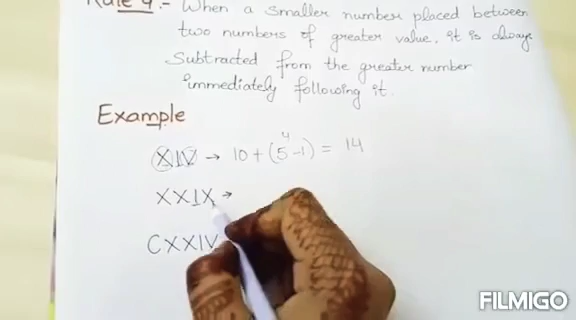 Rule 4:- When a smaller number placed between
two numbers of greater value, it is always
Subtracted from the greater number
immediately following it.
Example
XIV → 10 + (5-1) = 14
4
XXIX →
CXXIV
FILMIGO